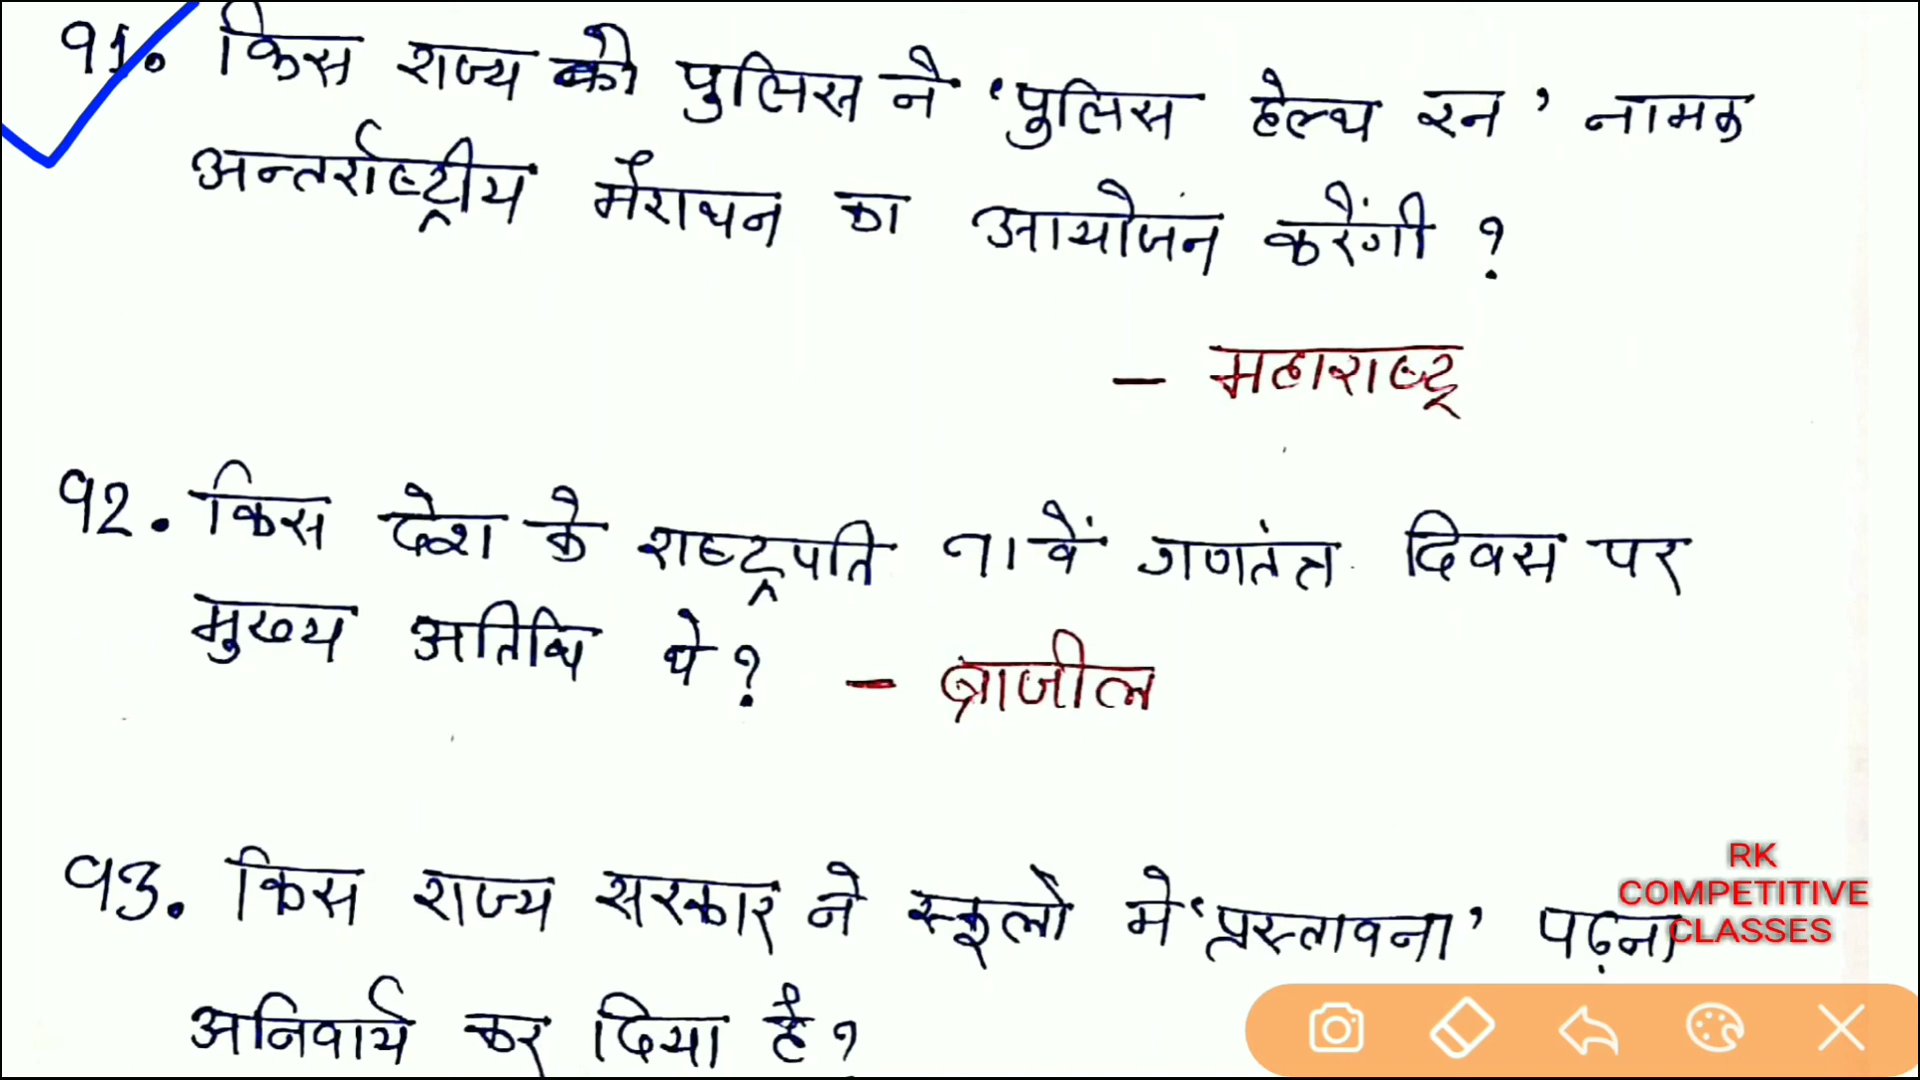 91. किस राज्य की पुलिस ने 'पुलिस हेल्थ रन' नामक
अन्तर्राष्ट्रीय मैराथन का आयोजन करेंगी ?
- महाराष्ट्र
92. किस देश के राष्ट्रपति 71वें गणतंत्र दिवस पर
मुख्य अतिथि थे? - ब्राजील
93. किस राज्य सरकार ने स्कूलों मे 'प्रस्तावना' पढ़ना
अनिवार्य कर दिया है?
RK
COMPETITIVE
CLASSES